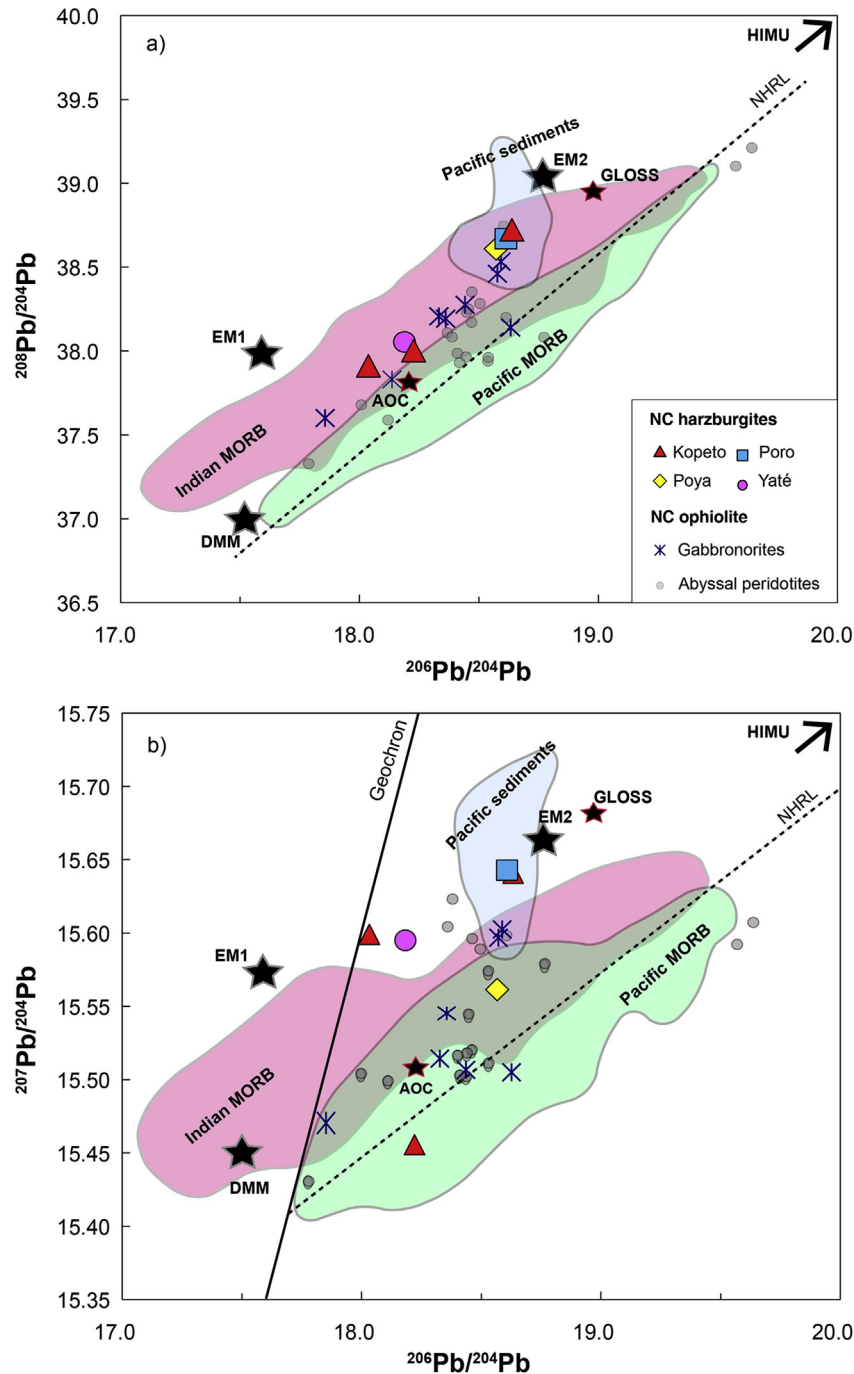 a)
40.0
39.5
39.0
38.5
38.0
37.5
37.0
36.5
208Pb/204Pb
HIMU
NHRL
Pacific sediments
EM2
GLOSS
EM1
AOC
Pacific MORB
Indian MORB
DMM
NC harzburgites
Kopeto
Poro
Poya
Yaté
NC ophiolite
Gabbronorites
Abyssal peridotites
17.0 18.0 19.0 20.0
206Pb/204Pb
b)
15.75
15.70
15.65
15.60
15.55
15.50
15.45
15.40
15.35
207Pb/204Pb
Geochron
HIMU
Pacific sediments
GLOSS
NHRL
EM2
EM1
Pacific MORB
AOC
Indian MORB
DMM
17.0 18.0 19.0 20.0
206Pb/204Pb